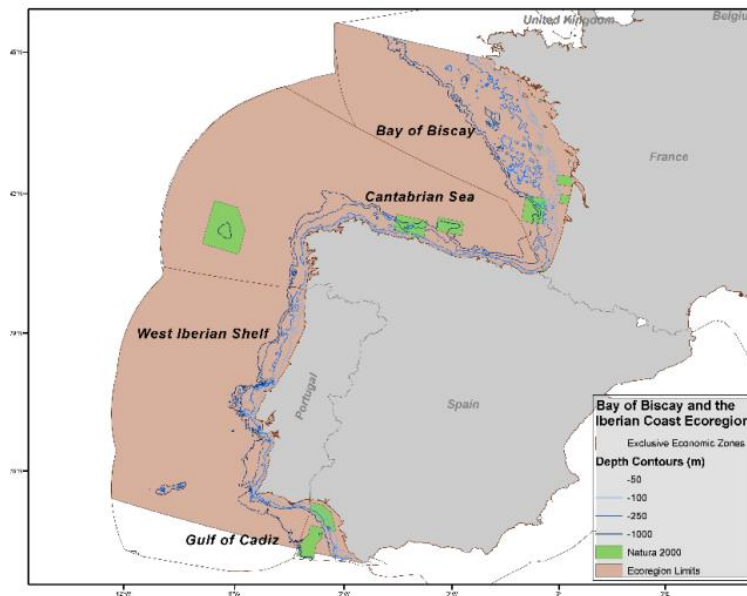 United Kingdom
Belgiu
Bay of Biscay
France
Cantabrian Sea
West Iberian Shelf
Portugal
Spain
Gulf of Cadiz
Bay of Biscay and the
Iberian Coast Ecoregion
Exclusive Economic Zones
Depth Contours (m)
-50
-100
-250
-1000
Natura 2000
Ecoregion Limits